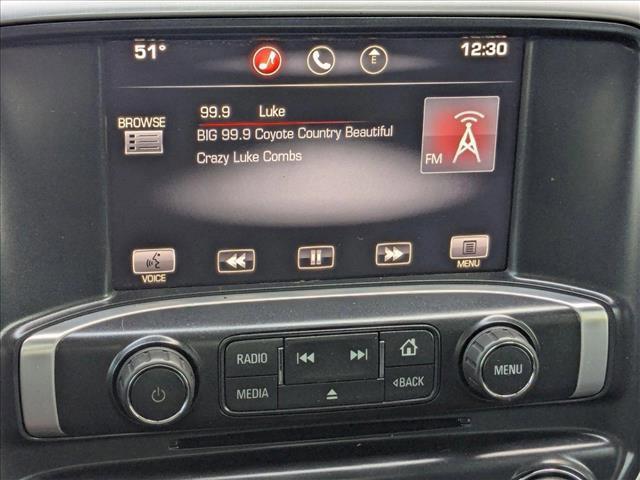 51° E 12:30
BROWSE
99.9 Luke
BIG 99.9 Coyote Country Beautiful
Crazy Luke Combs
FM
VOICE
MENU
RADIO
MEDIA
BACK
MENU